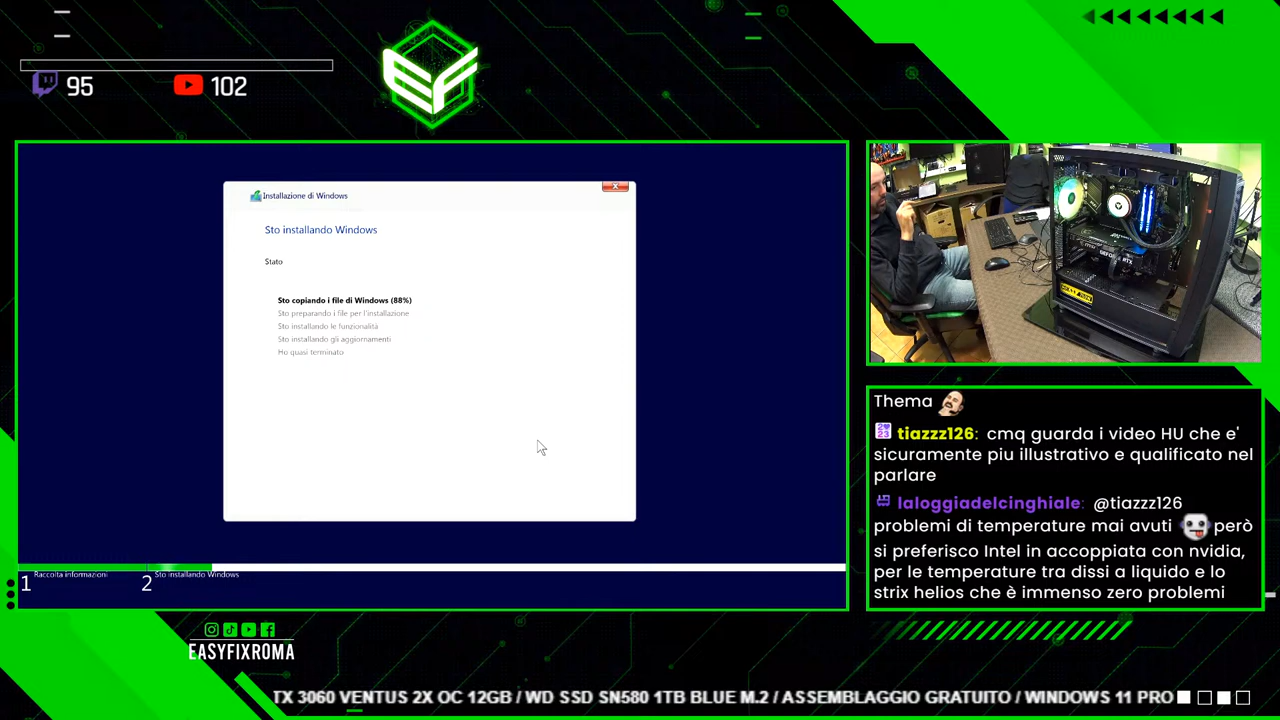 95
102
EF
Installazione di Windows
Sto installando Windows
Stato
Sto copiando i file di Windows (88%)
Sto preparando i file per l'installazione
Sto installando le funzionalità
Sto installando gli aggiornamenti
Ho quasi terminato
1 Raccolta informazioni
2 Sto installando Windows
Thema
tiazzz126: cmq guarda i video HU che e'
sicuramente piu illustrativo e qualificato nel
parlare
laloggiadelcinghiale: @tiazzz126
problemi di temperature mai avuti però
si preferisco Intel in accoppiata con nvidia,
per le temperature tra dissi a liquido e lo
strix helios che è immenso zero problemi
EASYFIXROMA
TX 3060 VENTUS 2X OC 12GB / WD SSD SN580 1TB BLUE M.2 / ASSEMBLAGGIO GRATUITO / WINDOWS 11 PRO